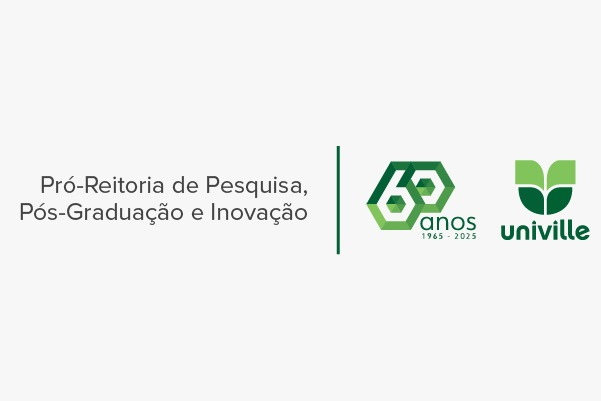 Pró-Reitoria de Pesquisa,
Pós-Graduação e Inovação
60
anos
1965 - 2025
univille